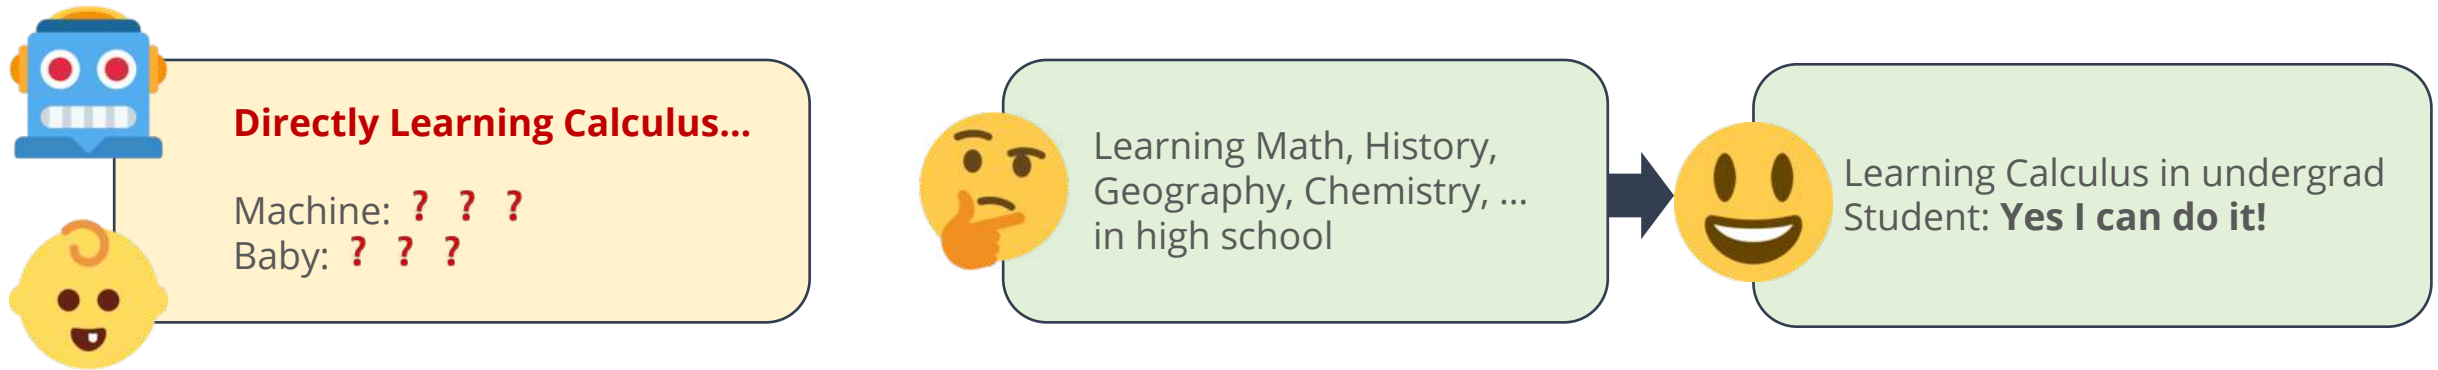 Directly Learning Calculus...
Machine: ? ? ?
Baby: ? ? ?
Learning Math, History,
Geography, Chemistry, ...
in high school
Learning Calculus in undergrad
Student: Yes I can do it!